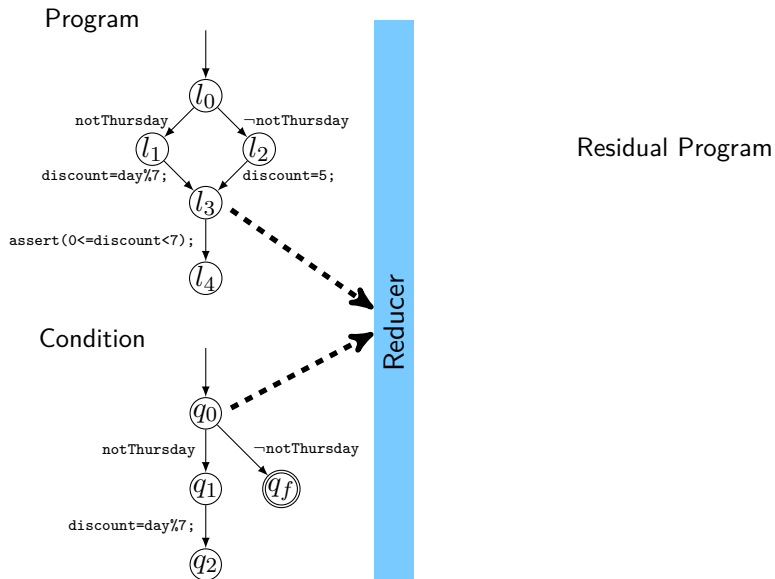 Program
l0
notThursday
¬notThursday
l1
l2
discount=day%7;
discount=5;
l3
assert(0<=discount<7);
l4
Condition
q0
notThursday
¬notThursday
q1
qf
discount=day%7;
q2
Reducer
Residual Program